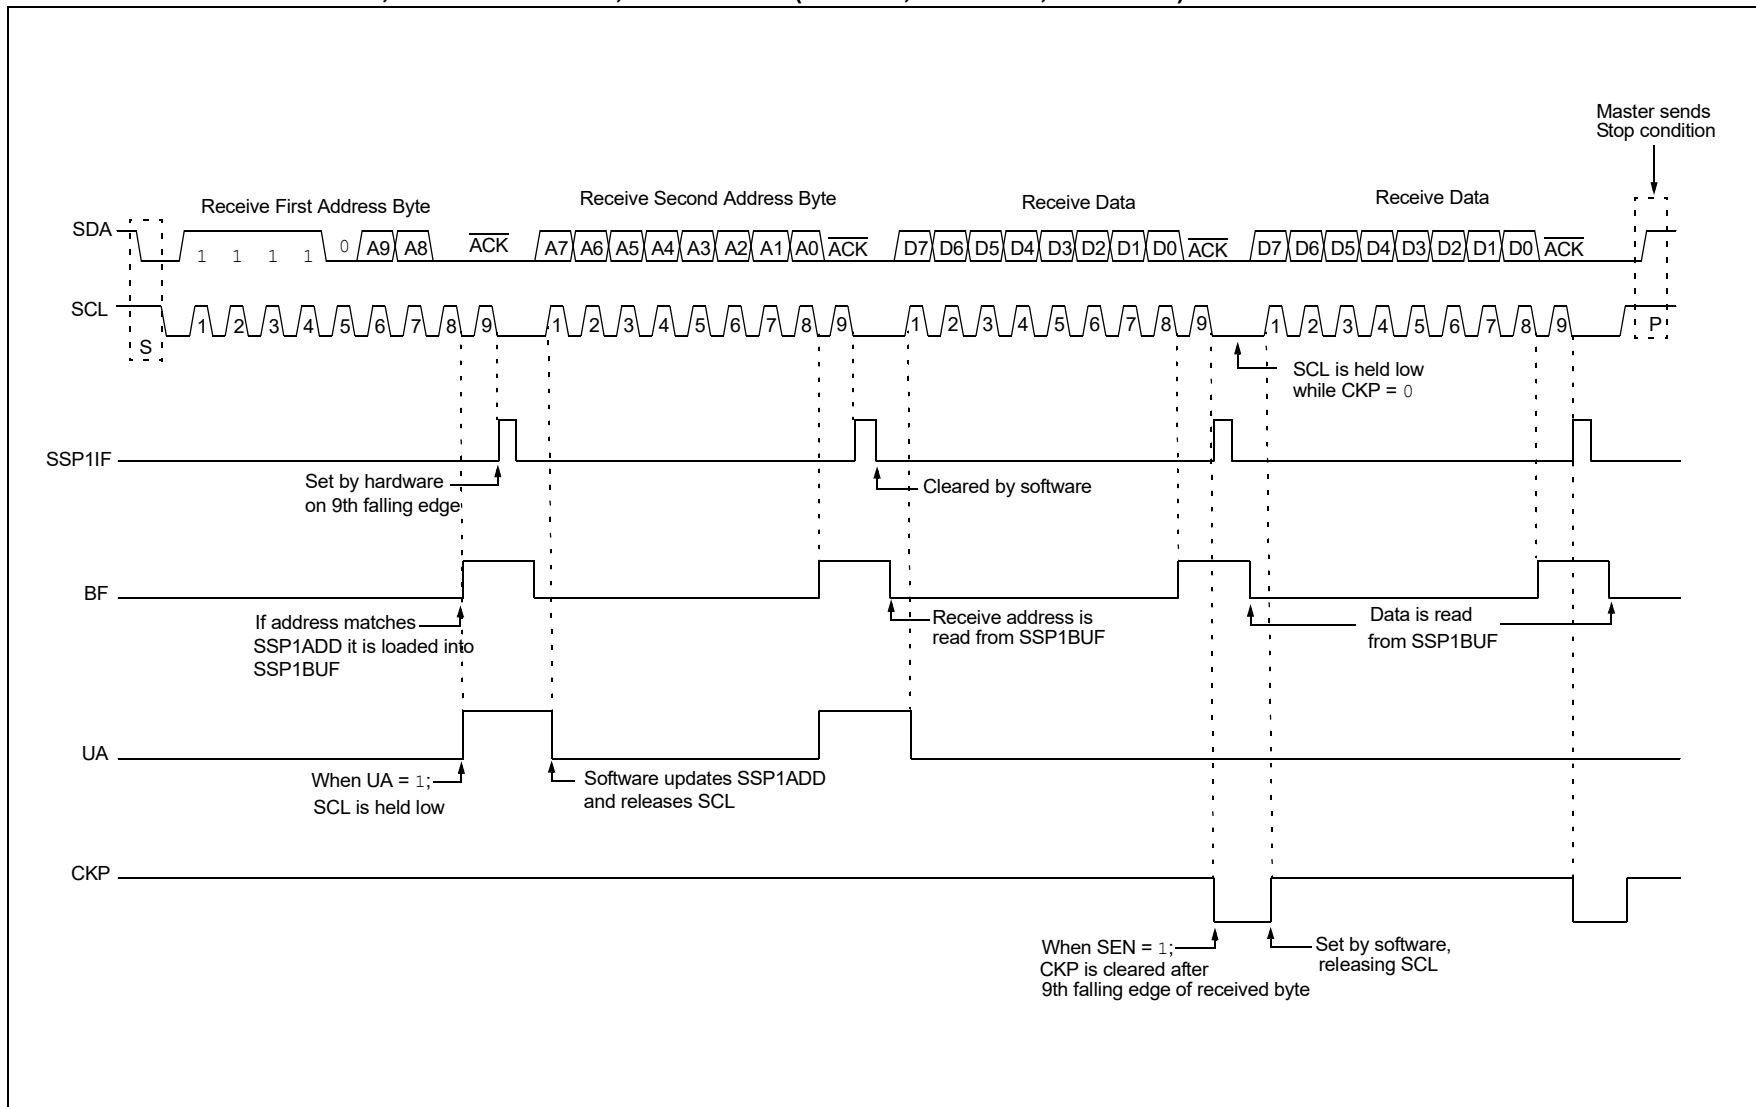 Master sends
Stop condition
Receive First Address Byte
Receive Second Address Byte
Receive Data
Receive Data
SDA
1 1 1 1 0 A9 A8 ACK A7 A6 A5 A4 A3 A2 A1 A0 ACK D7 D6 D5 D4 D3 D2 D1 D0 ACK D7 D6 D5 D4 D3 D2 D1 D0 ACK
SCL
S 1 2 3 4 5 6 7 8 9 1 2 3 4 5 6 7 8 9 1 2 3 4 5 6 7 8 9 1 2 3 4 5 6 7 8 9 P
SCL is held low
while CKP = 0
SSP1IF
Set by hardware
on 9th falling edge
Cleared by software
BF
If address matches
SSP1ADD it is loaded into
SSP1BUF
Receive address is
read from SSP1BUF
Data is read
from SSP1BUF
UA
When UA = 1;
SCL is held low
Software updates SSP1ADD
and releases SCL
CKP
When SEN = 1;
CKP is cleared after
9th falling edge of received byte
Set by software,
releasing SCL